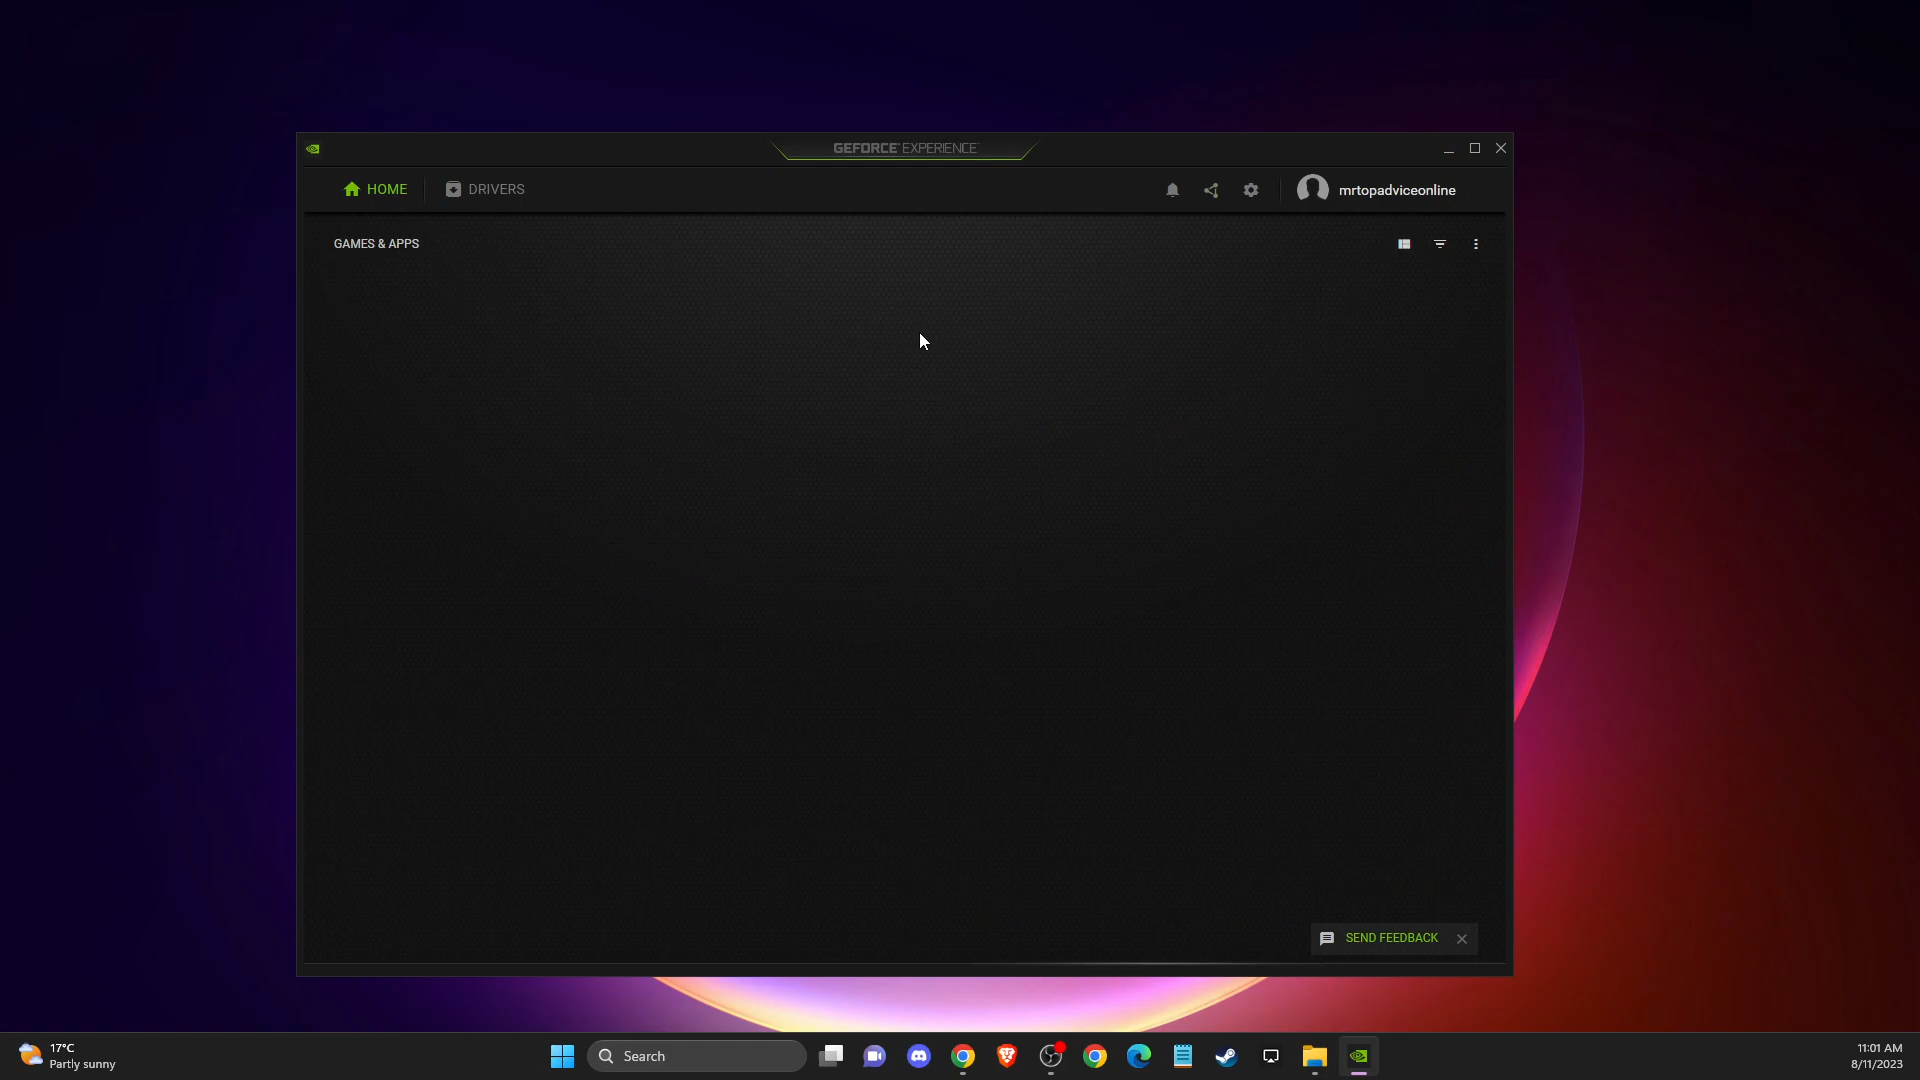 GEFORCE EXPERIENCE
HOME
DRIVERS
mrtopadviceonline
GAMES & APPS
SEND FEEDBACK
17°C
Partly sunny
Search
11:01 AM
8/11/2023